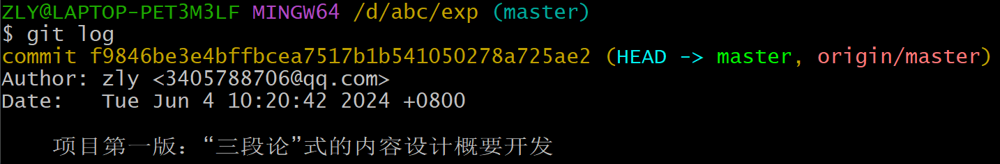 ZLY@LAPTOP-PET3M3LF MINGW64 /d/abc/exp (master)
$ git log
commit f9846be3e4bffbcea7517b1b541050278a725ae2 (HEAD -> master, origin/master)
Author: zly <3405788706@qq.com>
Date:   Tue Jun 4 10:20:42 2024 +0800
项目第一版：“三段论”式的内容设计概要开发